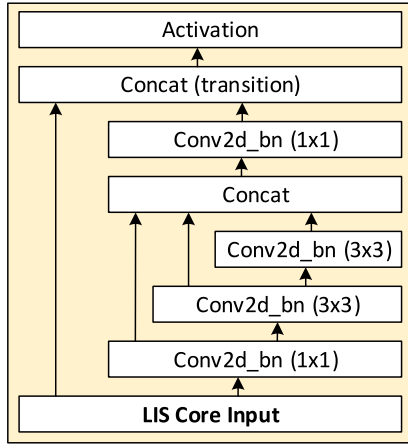 Activation
Concat (transition)
Conv2d_bn (1x1)
Concat
Conv2d_bn (3x3)
Conv2d_bn (3x3)
Conv2d_bn (1x1)
LIS Core Input